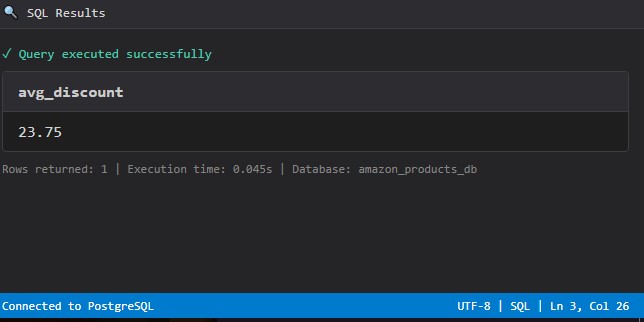 SQL Results
✓ Query executed successfully
avg_discount
23.75
Rows returned: 1 | Execution time: 0.045s | Database: amazon_products_db
Connected to PostgreSQL UTF-8 | SQL | Ln 3, Col 26